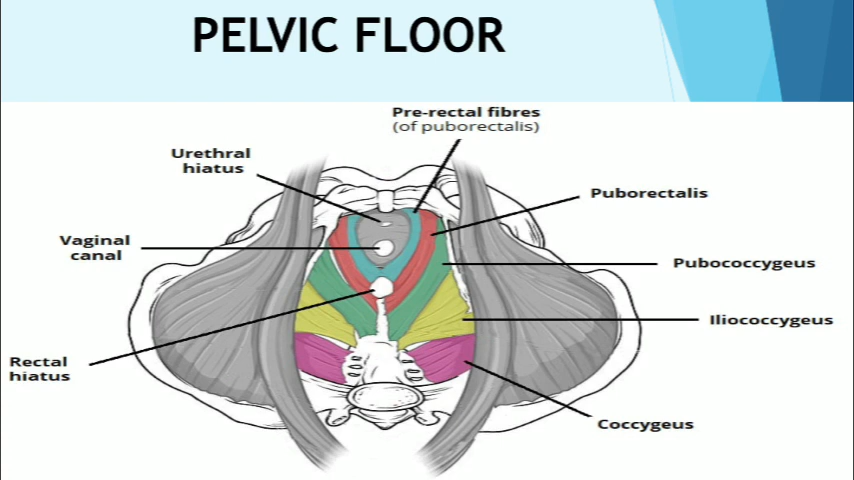 PELVIC FLOOR
Pre-rectal fibres
(of puborectalis)
Urethral
hiatus
Puborectalis
Vaginal
canal
Pubococcygeus
Iliococcygeus
Rectal
hiatus
Coccygeus